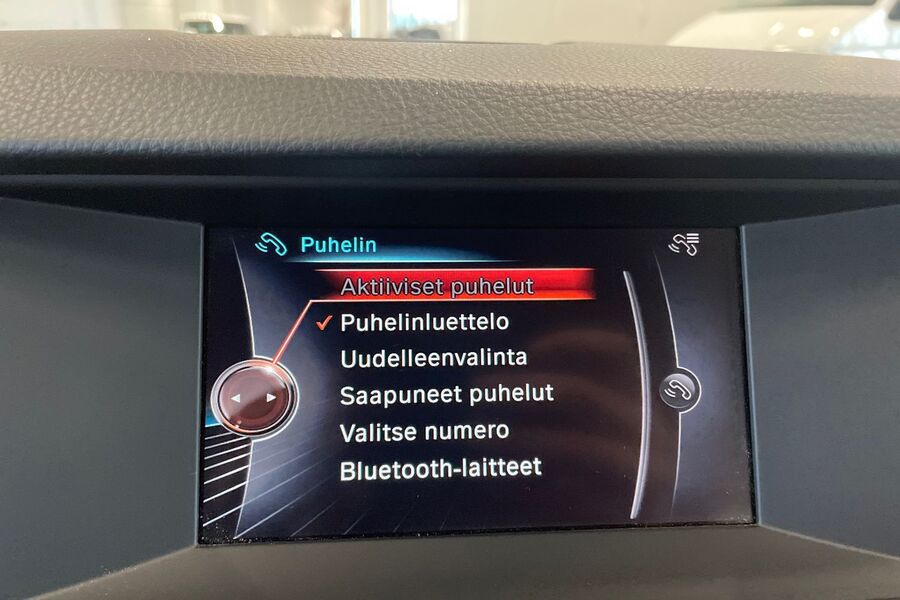 Puhelin
Aktiiviset puhelut
Puhelinluettelo
Uudelleenvalinta
Saapuneet puhelut
Valitse numero
Bluetooth-laitteet